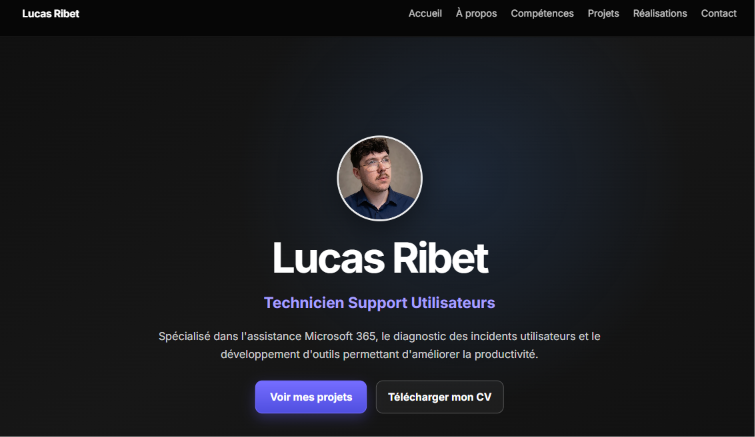 Lucas Ribet
Accueil À propos Compétences Projets Réalisations Contact
Lucas Ribet
Technicien Support Utilisateurs
Spécialisé dans l'assistance Microsoft 365, le diagnostic des incidents utilisateurs et le
développement d'outils permettant d'améliorer la productivité.
Voir mes projets Télécharger mon CV